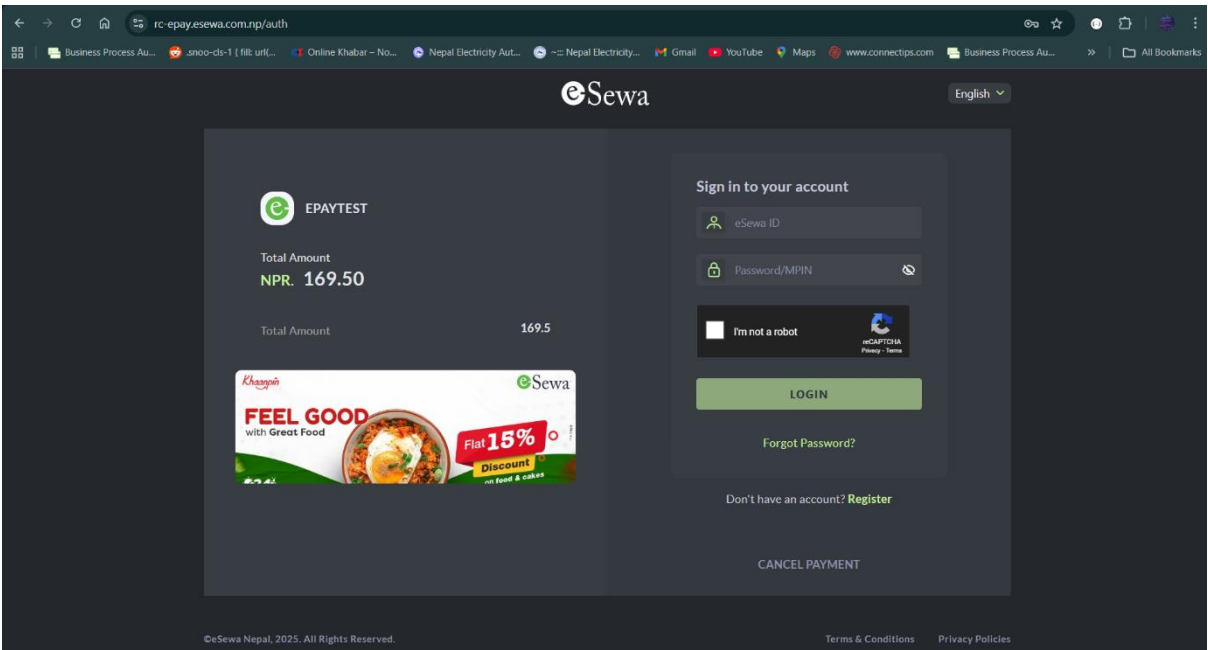 rc-epay.esewa.com.np/auth
Business Process Au... .snoo-cls-1 { fill: url(... Online Khabar – No... Nepal Electricity Aut... ~::: Nepal Electricity... Gmail YouTube Maps www.connectips.com Business Process Au... » All Bookmarks
eSewa
English
EPAYTEST
Total Amount
NPR. 169.50
Total Amount 169.5
Khaanpin
eSewa
FEEL GOOD
with Great Food
Flat 15%
Discount
on food & cakes
Sign in to your account
eSewa ID
Password/MPIN
I'm not a robot
reCAPTCHA
Privacy - Terms
LOGIN
Forgot Password?
Don't have an account? Register
CANCEL PAYMENT
©eSewa Nepal, 2025. All Rights Reserved.
Terms & Conditions Privacy Policies